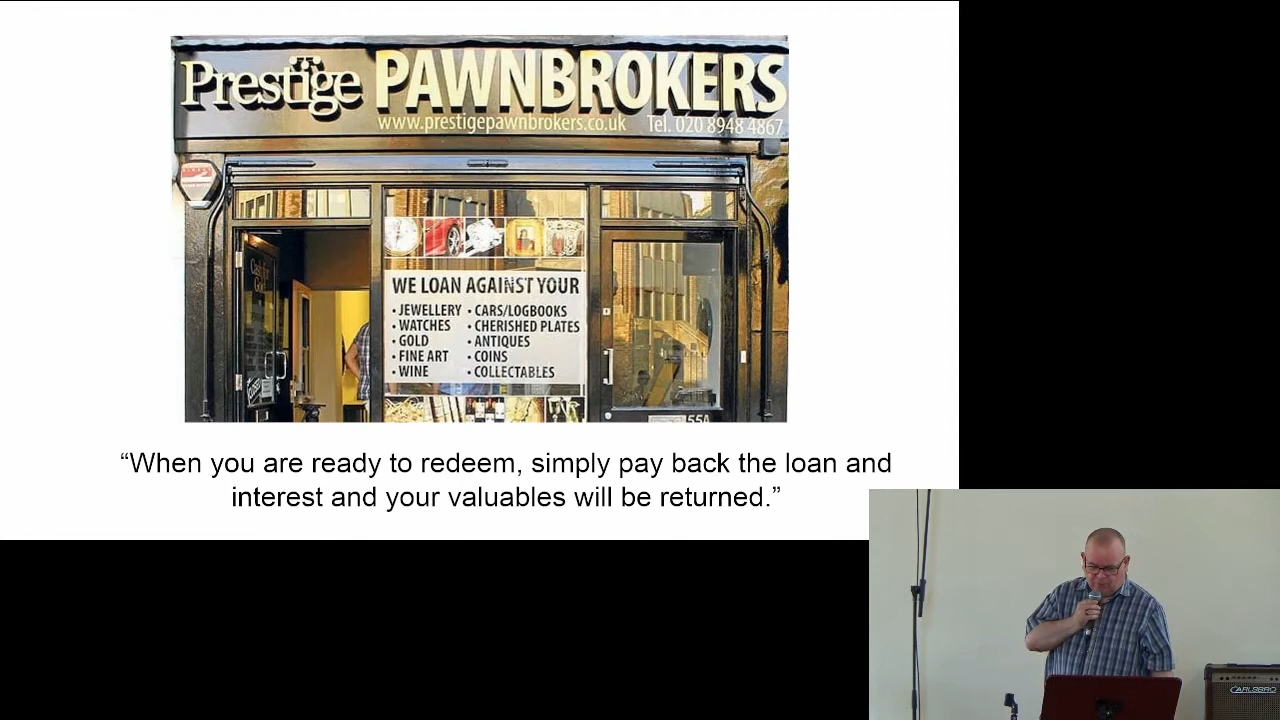 Prestige PAWNBROKERS
www.prestigepawnbrokers.co.uk Tel. 020 8948 4867
WE LOAN AGAINST YOUR
• JEWELLERY • CARS/LOGBOOKS
• WATCHES • CHERISHED PLATES
• GOLD • ANTIQUES
• FINE ART • COINS
• WINE • COLLECTABLES
55A
“When you are ready to redeem, simply pay back the loan and
interest and your valuables will be returned.”
CARLSBRO